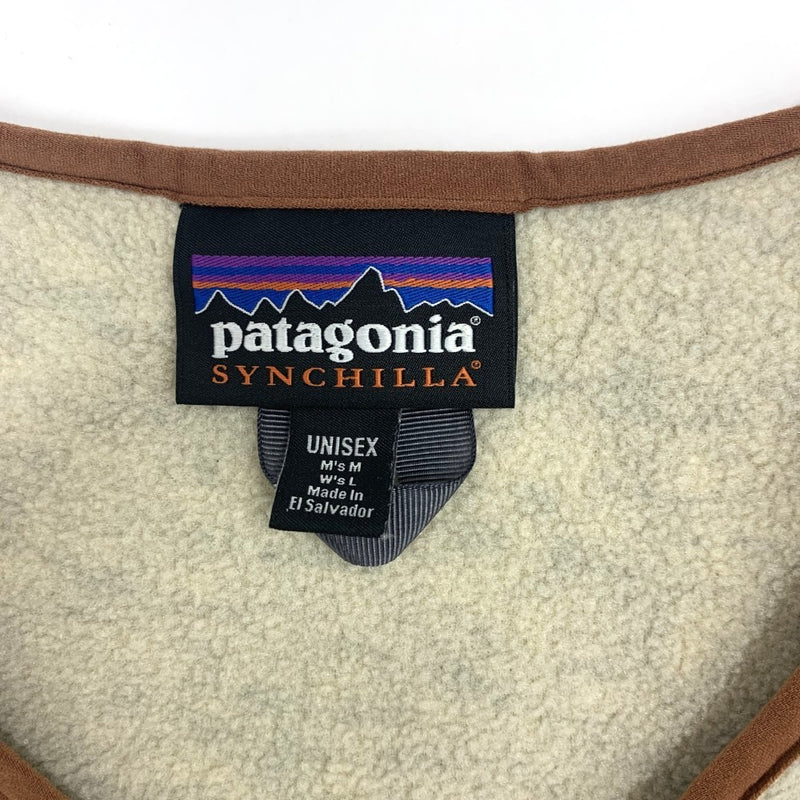 patagonia®
SYNCHILLA®
UNISEX
M's M
W's L
Made In
El Salvador